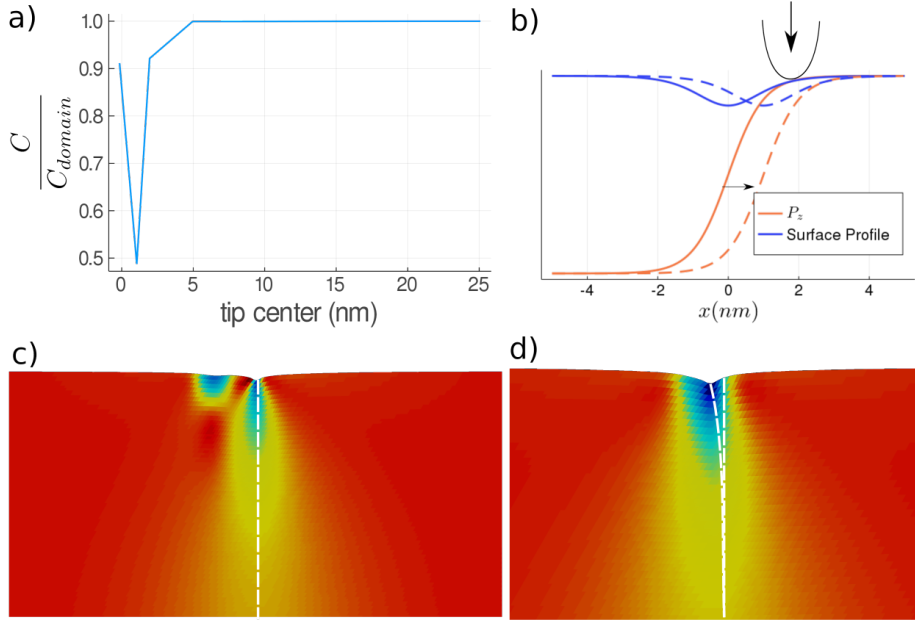 a)
1.0
0.9
0.8
0.7
0.6
0.5
C
C_domain
0 5 10 15 20 25
tip center (nm)
b)
P_z
Surface Profile
-4 -2 0 2 4
x(nm)
c)
d)